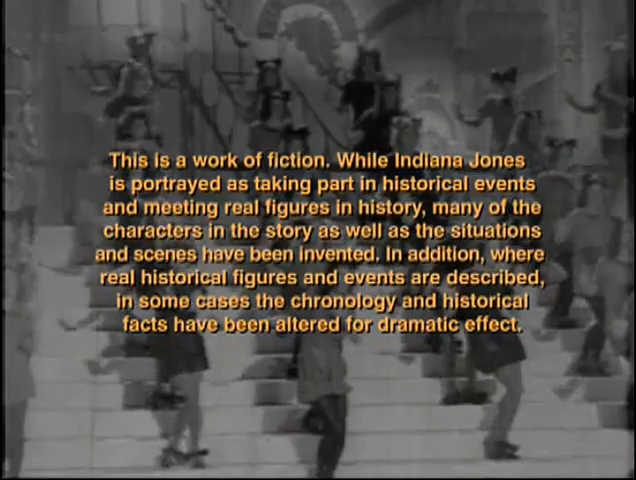 This is a work of fiction. While Indiana Jones
is portrayed as taking part in historical events
and meeting real figures in history, many of the
characters in the story as well as the situations
and scenes have been invented. In addition, where
real historical figures and events are described,
in some cases the chronology and historical
facts have been altered for dramatic effect.